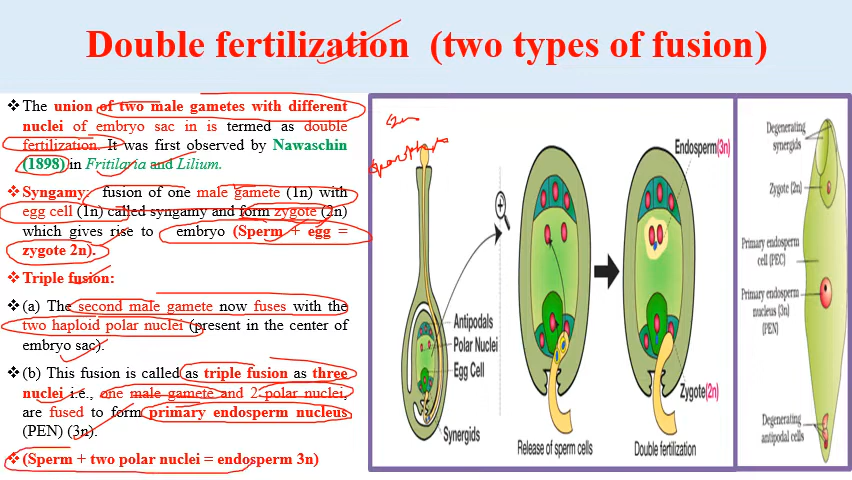 Double fertilization (two types of fusion)
❖ The union of two male gametes with different
nuclei of embryo sac in is termed as double
fertilization. It was first observed by Nawaschin
(1898) in Fritilaria and Lilium.
❖ Syngamy: fusion of one male gamete (1n) with
egg cell (1n) called syngamy and form zygote (2n)
which gives rise to embryo (Sperm + egg =
zygote 2n).
❖ Triple fusion:
❖ (a) The second male gamete now fuses with the
two haploid polar nuclei (present in the center of
embryo sac).
❖ (b) This fusion is called as triple fusion as three
nuclei i.e., one male gamete and 2-polar nuclei,
are fused to form primary endosperm nucleus
(PEN) (3n).
❖ (Sperm + two polar nuclei = endosperm 3n)
Antipodals
Polar Nuclei
Egg Cell
Synergids
Release of sperm cells
Endosperm(3n)
Zygote(2n)
Double fertilization
Degenerating
synergids
Zygote (2n)
Primary endosperm
cell (PEC)
Primary endosperm
nucleus (3n)
(PEN)
Degenerating
antipodal cells